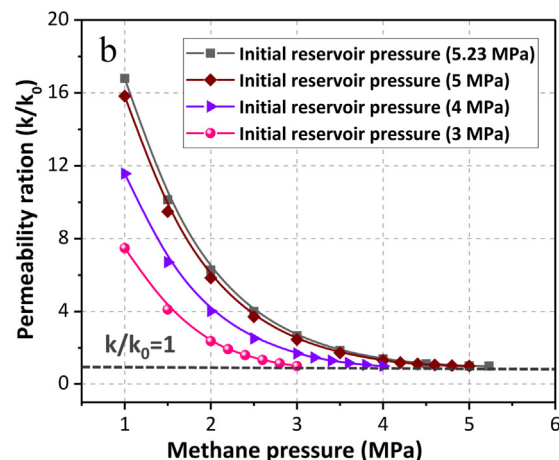 b
Initial reservoir pressure (5.23 MPa)
Initial reservoir pressure (5 MPa)
Initial reservoir pressure (4 MPa)
Initial reservoir pressure (3 MPa)
Permeability ration (k/k₀)
20
16
12
8
4
0
k/k₀=1
1 2 3 4 5 6
Methane pressure (MPa)